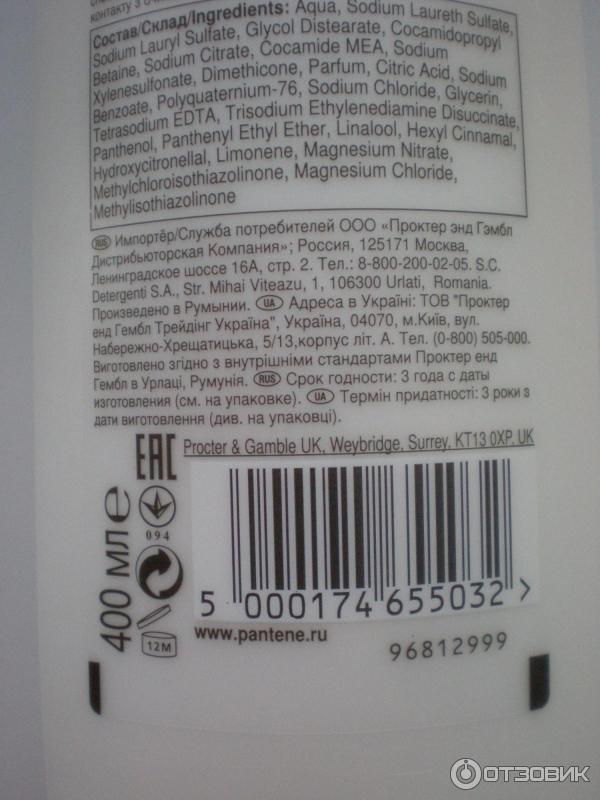 контакту з
Состав/Склад/Ingredients: Aqua, Sodium Laureth Sulfate,
Sodium Lauryl Sulfate, Glycol Distearate, Cocamidopropyl
Betaine, Sodium Citrate, Cocamide MEA, Sodium
Xylenesulfonate, Dimethicone, Parfum, Citric Acid, Sodium
Benzoate, Polyquaternium-76, Sodium Chloride, Glycerin,
Tetrasodium EDTA, Trisodium Ethylenediamine Disuccinate,
Panthenol, Panthenyl Ethyl Ether, Linalool, Hexyl Cinnamal,
Hydroxycitronellal, Limonene, Magnesium Nitrate,
Methylchloroisothiazolinone, Magnesium Chloride,
Methylisothiazolinone
RUS Импортёр/Служба потребителей ООО «Проктер энд Гэмбл
Дистрибьюторская Компания»; Россия, 125171 Москва,
Ленинградское шоссе 16А, стр. 2. Тел.: 8-800-200-02-05. S.C.
Detergenti S.A., Str. Mihai Viteazu, 1, 106300 Urlati, Romania.
Произведено в Румынии. UA Адреса в Україні: ТОВ "Проктер
енд Гембл Трейдінг Україна", Україна, 04070, м.Київ, вул.
Набережно-Хрещатицька, 5/13,корпус літ. А. Тел. (0-800) 505-000.
Виготовлено згідно з внутрішніми стандартами Проктер енд
Гембл в Урлаці, Румунія. RUS Срок годности: 3 года с даты
изготовления (см. на упаковке). UA Термін придатності: 3 роки з
дати виготовлення (див. на упаковці).
EAC
Procter & Gamble UK, Weybridge, Surrey, KT13 0XP, UK
094
400 мл e
12M
5 000174 655032 >
www.pantene.ru
96812999
ОТЗОВИК